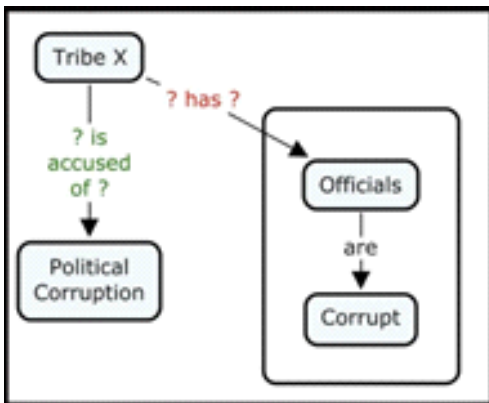 Tribe X
? has ?
? is
accused
of ?
Officials
are
Political
Corruption
Corrupt